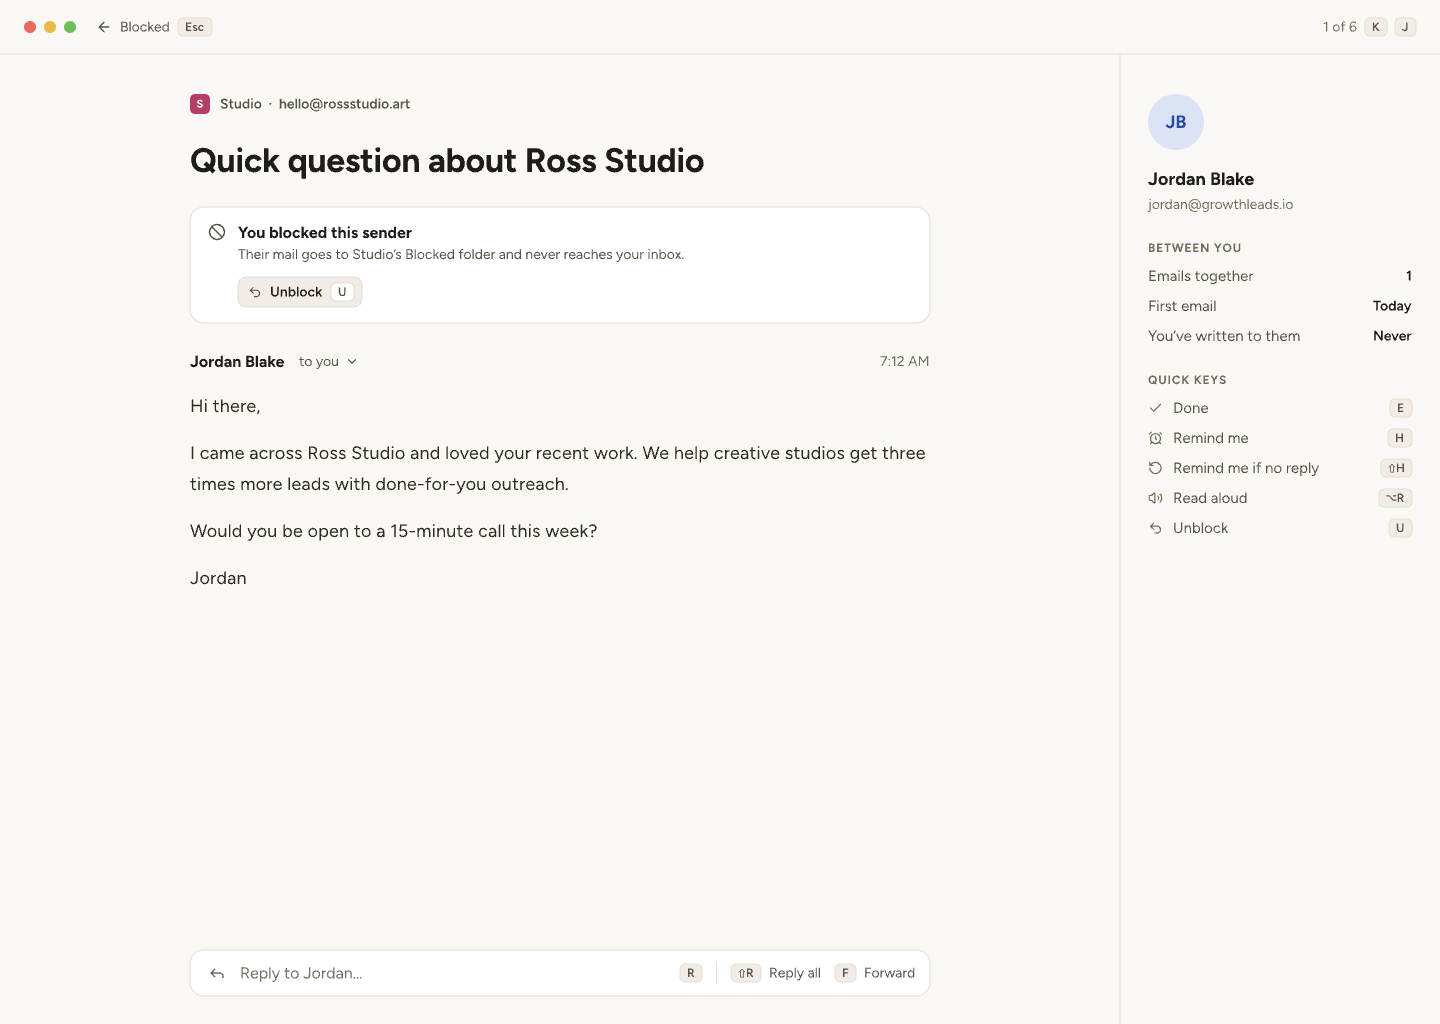 Blocked Esc
1 of 6 K J
S Studio · hello@rossstudio.art
Quick question about Ross Studio
You blocked this sender
Their mail goes to Studio’s Blocked folder and never reaches your inbox.
Unblock U
Jordan Blake to you 7:12 AM
Hi there,
I came across Ross Studio and loved your recent work. We help creative studios get three
times more leads with done-for-you outreach.
Would you be open to a 15-minute call this week?
Jordan
Reply to Jordan... R ⇧R Reply all F Forward
JB
Jordan Blake
jordan@growthleads.io
BETWEEN YOU
Emails together 1
First email Today
You’ve written to them Never
QUICK KEYS
Done E
Remind me H
Remind me if no reply ⇧H
Read aloud ⌥R
Unblock U